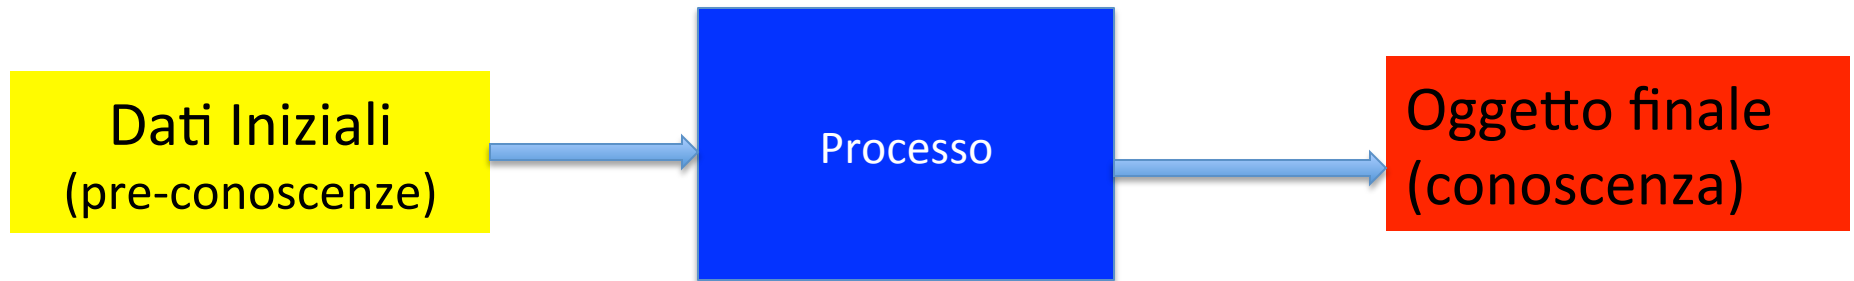 Dati Iniziali
(pre-conoscenze)
Processo
Oggetto finale
(conoscenza)